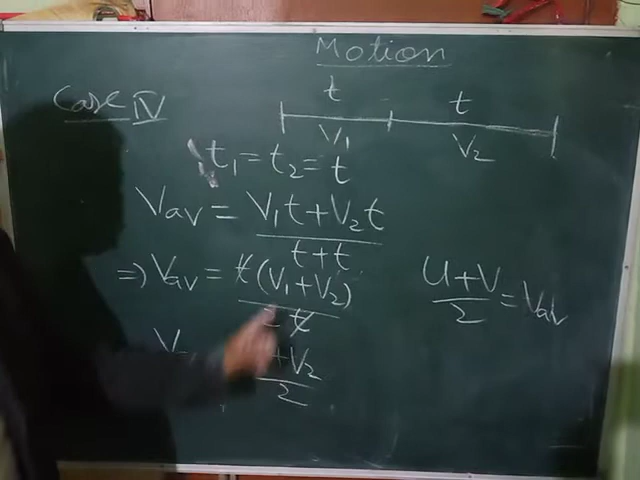 Motion
Case IV
t t
V1 V2
t1 = t2 = t
Vav = V1t + V2t / t + t
⇒ Vav = t(V1 + V2) / 2t
u + v / 2 = Vav
V + V2 / 2